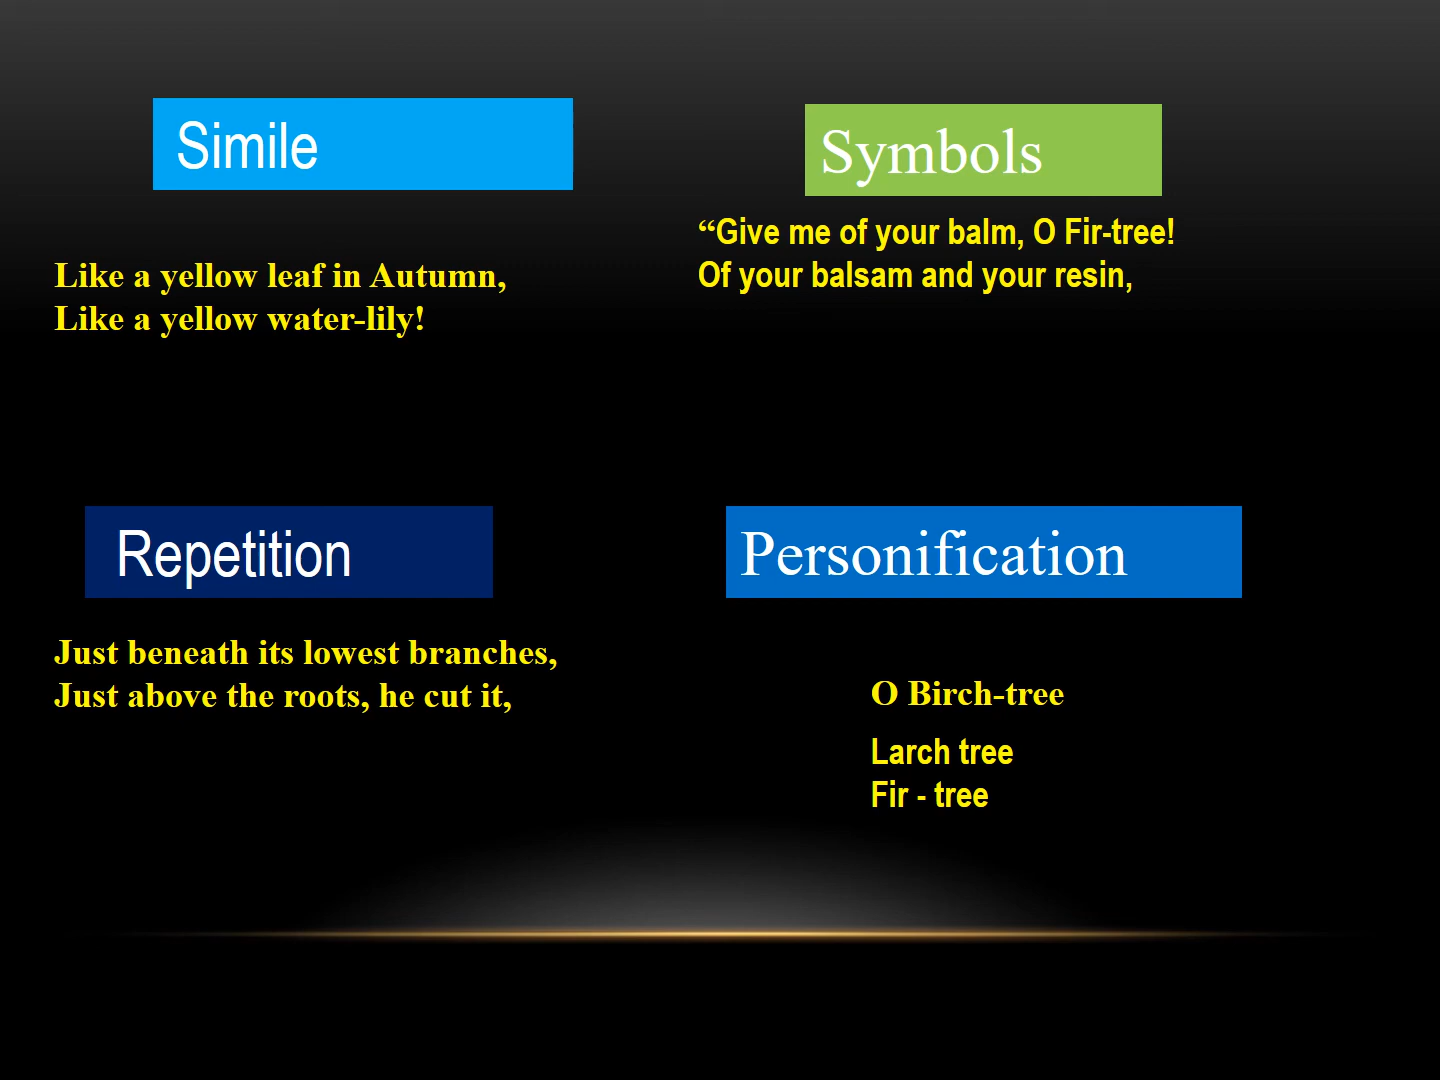 Simile
Like a yellow leaf in Autumn,
Like a yellow water-lily!
Symbols
“Give me of your balm, O Fir-tree!
Of your balsam and your resin,
Repetition
Just beneath its lowest branches,
Just above the roots, he cut it,
Personification
O Birch-tree
Larch tree
Fir - tree